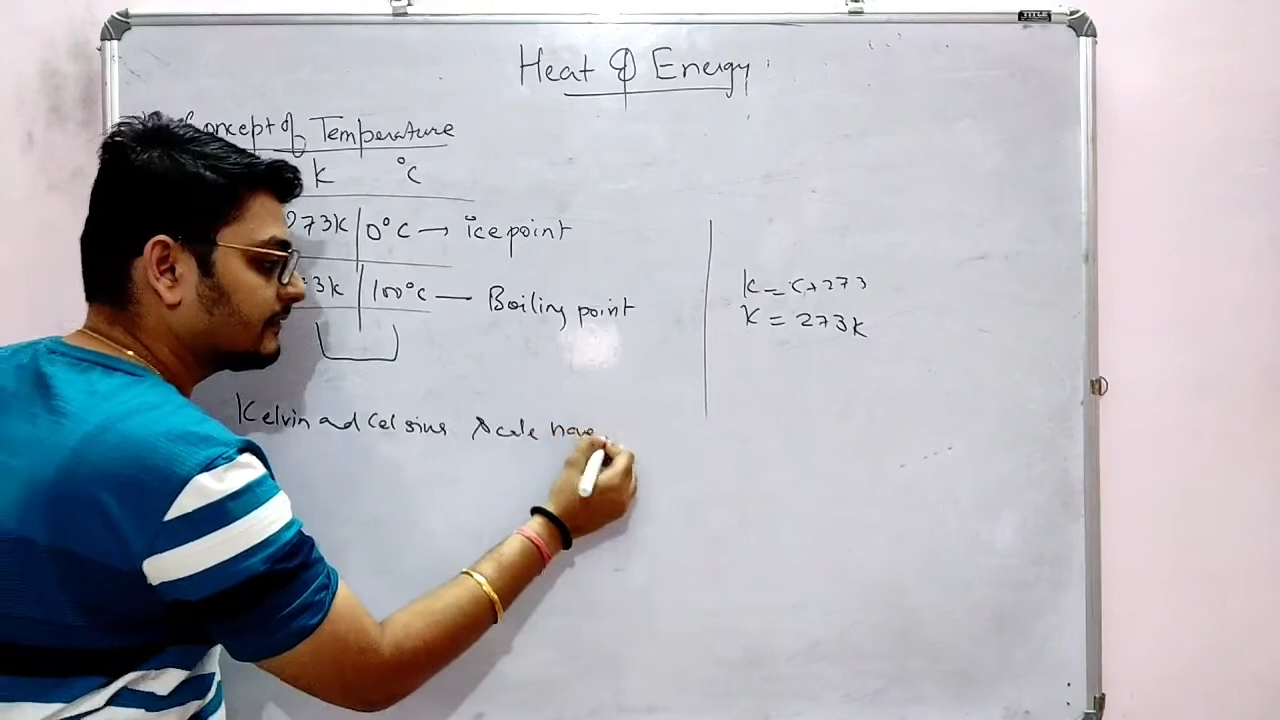 TITLE
Heat & Energy
Concept of Temperature
K °C
273K 0°C → ice point
3K 100°C — Boiling point
K = C+273
K = 273K
Kelvin and Celsius Scale have